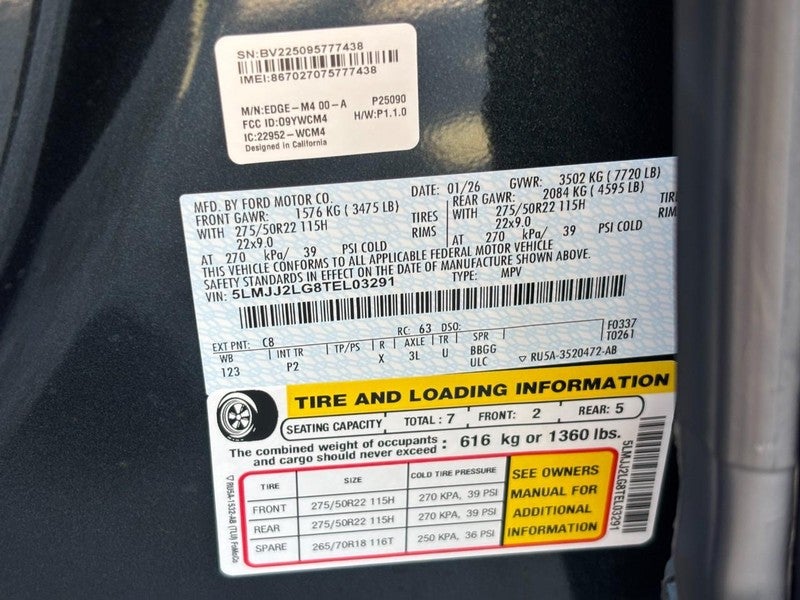 SN:BV225095777438
IMEI:867027075777438
M/N:EDGE-M4 00-A P25090
FCC ID:O9YWCM4 H/W:P1.1.0
IC:22952-WCM4
Designed in California
MFD. BY FORD MOTOR CO. DATE: 01/26 GVWR: 3502 KG ( 7720 LB)
FRONT GAWR: 1576 KG ( 3475 LB) REAR GAWR: 2084 KG ( 4595 LB)
WITH 275/50R22 115H TIRES WITH 275/50R22 115H TIRE
22x9.0 RIMS 22x9.0 RIM
AT 270 kPa/ 39 PSI COLD AT 270 kPa/ 39 PSI COLD
THIS VEHICLE CONFORMS TO ALL APPLICABLE FEDERAL MOTOR VEHICLE
SAFETY STANDARDS IN EFFECT ON THE DATE OF MANUFACTURE SHOWN ABOVE.
VIN: 5LMJJ2LG8TEL03291 TYPE: MPV
EXT PNT: C8 RC: 63 DSO: F0337
WB INT TR TP/PS R AXLE TR SPR T0261
123 P2 X 3L U BBGG ▽ RU5A-3520472-AB
ULC
TIRE AND LOADING INFORMATION
SEATING CAPACITY TOTAL : 7 FRONT: 2 REAR: 5
The combined weight of occupants and cargo should never exceed : 616 kg or 1360 lbs.
TIRE SIZE COLD TIRE PRESSURE
FRONT 275/50R22 115H 270 KPA, 39 PSI
REAR 275/50R22 115H 270 KPA, 39 PSI
SPARE 265/70R18 116T 250 KPA, 36 PSI
SEE OWNERS
MANUAL FOR
ADDITIONAL
INFORMATION
5LMJJ2LG8TEL03291
▽ RU5A-1532-AB (TLU) FoMoCo